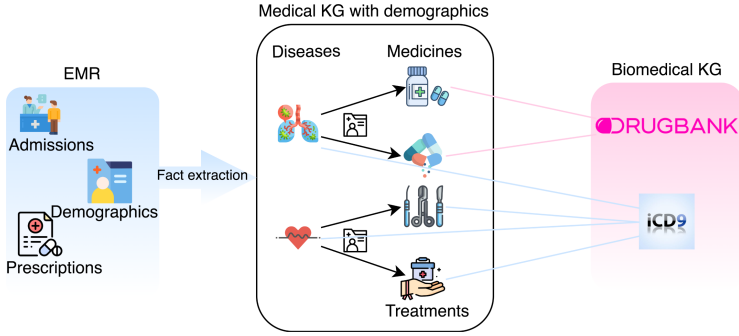 Medical KG with demographics
EMR
Admissions
Demographics
Prescriptions
Fact extraction
Diseases
Medicines
Treatments
Biomedical KG
DRUGBANK
iCD9